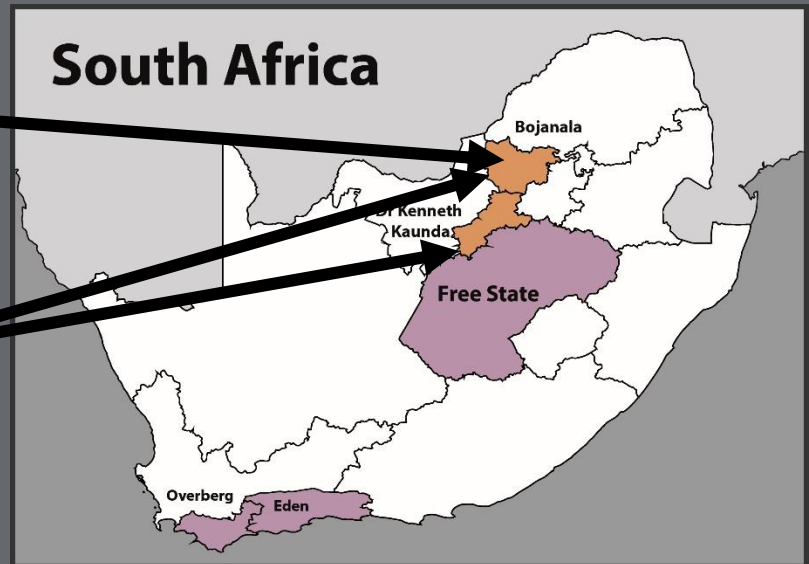 South Africa
Bojanala
Dr Kenneth
Kaunda
Free State
Overberg
Eden